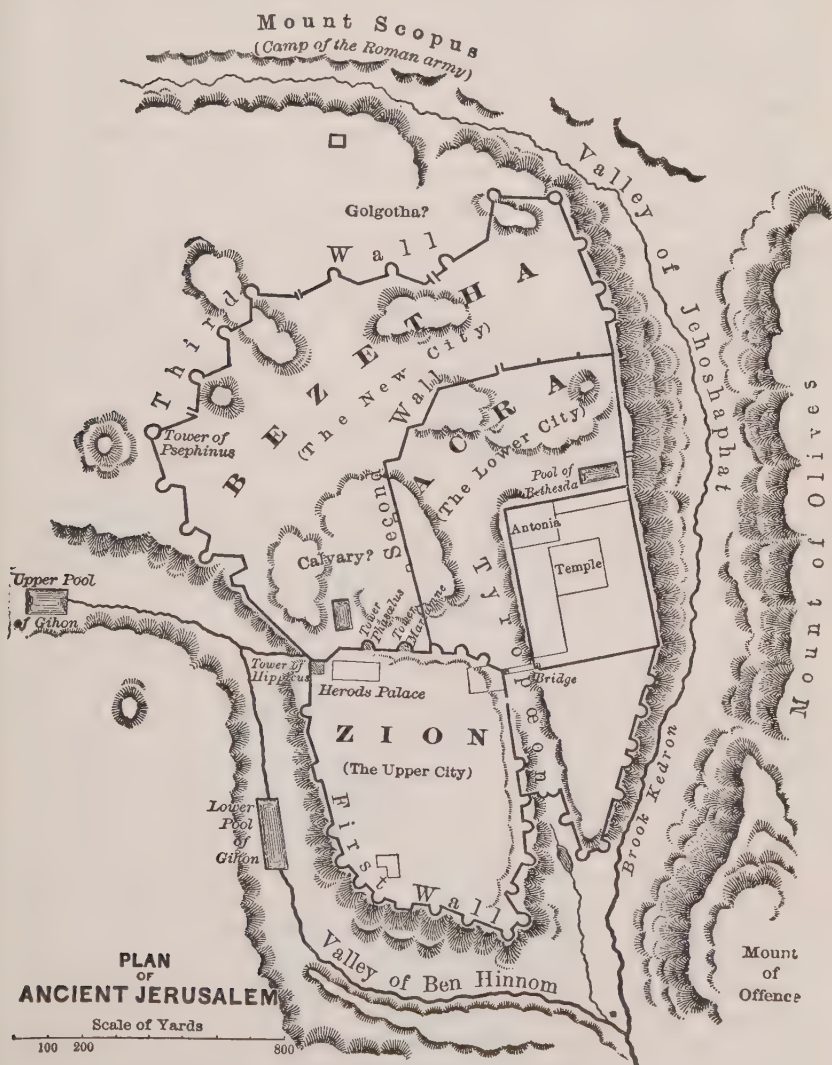 Mount Scopus
(Camp of the Roman army)
Valley of Jehoshaphat
Golgotha?
Third Wall
BEZETHA
(The New City)
Second Wall
ACRA
(The Lower City)
Tower of
Psephinus
Pool of
Bethesda
Antonia
Temple
Tyropœon
Mount of Olives
Calvary?
Upper Pool
of Gihon
Tower
Phasalus
Tower
Mariamne
Tower of
Hippicus
Herods Palace
Bridge
ZION
(The Upper City)
Brook Kedron
Lower
Pool
of
Gihon
First Wall
Valley of Ben Hinnom
Mount
of
Offence
PLAN
OF
ANCIENT JERUSALEM
Scale of Yards
100 200 800